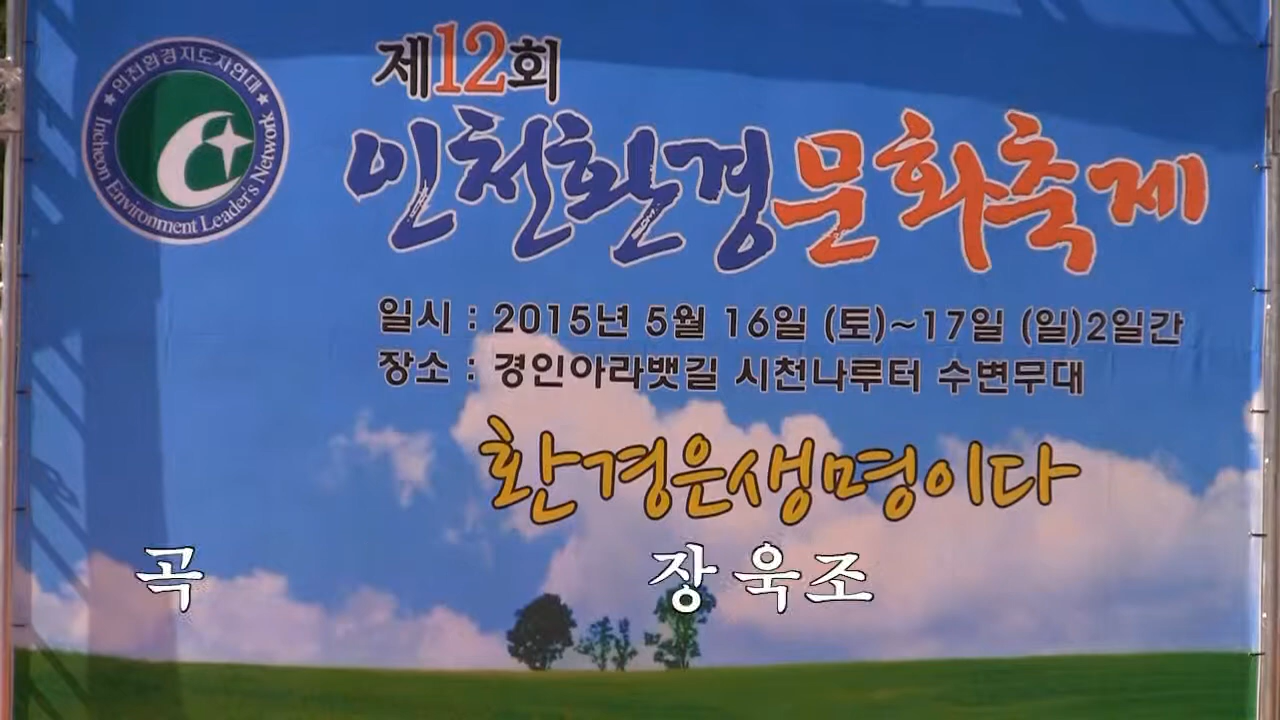 인천환경지도자연대
Incheon Environment Leader's Network
제12회
인천환경문화축제
일시 : 2015년 5월 16일 (토)~17일 (일)2일간
장소 : 경인아라뱃길 시천나루터 수변무대
환경은생명이다
곡 장욱조